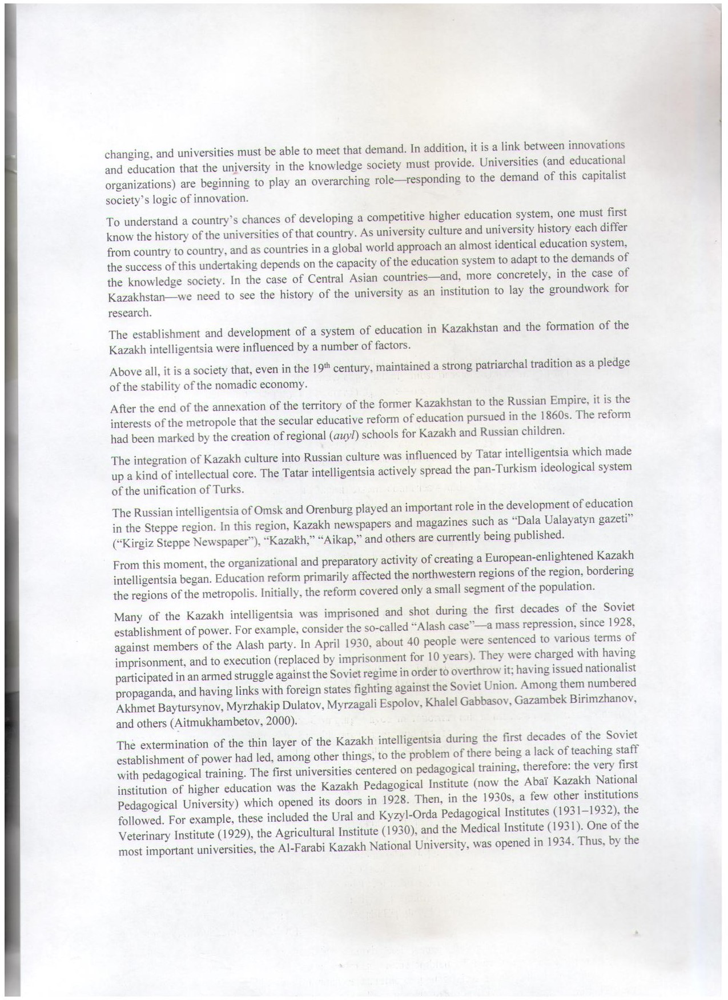 changing, and universities must be able to meet that demand. In addition, it is a link between innovations
and education that the university in the knowledge society must provide. Universities (and educational
organizations) are beginning to play an overarching role—responding to the demand of this capitalist
society's logic of innovation.
To understand a country's chances of developing a competitive higher education system, one must first
know the history of the universities of that country. As university culture and university history each differ
from country to country, and as countries in a global world approach an almost identical education system,
the success of this undertaking depends on the capacity of the education system to adapt to the demands of
the knowledge society. In the case of Central Asian countries—and, more concretely, in the case of
Kazakhstan—we need to see the history of the university as an institution to lay the groundwork for
research.
The establishment and development of a system of education in Kazakhstan and the formation of the
Kazakh intelligentsia were influenced by a number of factors.
Above all, it is a society that, even in the 19th century, maintained a strong patriarchal tradition as a pledge
of the stability of the nomadic economy.
After the end of the annexation of the territory of the former Kazakhstan to the Russian Empire, it is the
interests of the metropole that the secular educative reform of education pursued in the 1860s. The reform
had been marked by the creation of regional (auyl) schools for Kazakh and Russian children.
The integration of Kazakh culture into Russian culture was influenced by Tatar intelligentsia which made
up a kind of intellectual core. The Tatar intelligentsia actively spread the pan-Turkism ideological system
of the unification of Turks.
The Russian intelligentsia of Omsk and Orenburg played an important role in the development of education
in the Steppe region. In this region, Kazakh newspapers and magazines such as “Dala Ualayatyn gazeti”
(“Kirgiz Steppe Newspaper”), “Kazakh,” “Aikap,” and others are currently being published.
From this moment, the organizational and preparatory activity of creating a European-enlightened Kazakh
intelligentsia began. Education reform primarily affected the northwestern regions of the region, bordering
the regions of the metropolis. Initially, the reform covered only a small segment of the population.
Many of the Kazakh intelligentsia was imprisoned and shot during the first decades of the Soviet
establishment of power. For example, consider the so-called “Alash case”—a mass repression, since 1928,
against members of the Alash party. In April 1930, about 40 people were sentenced to various terms of
imprisonment, and to execution (replaced by imprisonment for 10 years). They were charged with having
participated in an armed struggle against the Soviet regime in order to overthrow it; having issued nationalist
propaganda, and having links with foreign states fighting against the Soviet Union. Among them numbered
Akhmet Baytursynov, Myrzhakip Dulatov, Myrzagali Espolov, Khalel Gabbasov, Gazambek Birimzhanov,
and others (Aitmukhambetov, 2000).
The extermination of the thin layer of the Kazakh intelligentsia during the first decades of the Soviet
establishment of power had led, among other things, to the problem of there being a lack of teaching staff
with pedagogical training. The first universities centered on pedagogical training, therefore: the very first
institution of higher education was the Kazakh Pedagogical Institute (now the Abaï Kazakh National
Pedagogical University) which opened its doors in 1928. Then, in the 1930s, a few other institutions
followed. For example, these included the Ural and Kyzyl-Orda Pedagogical Institutes (1931–1932), the
Veterinary Institute (1929), the Agricultural Institute (1930), and the Medical Institute (1931). One of the
most important universities, the Al-Farabi Kazakh National University, was opened in 1934. Thus, by the